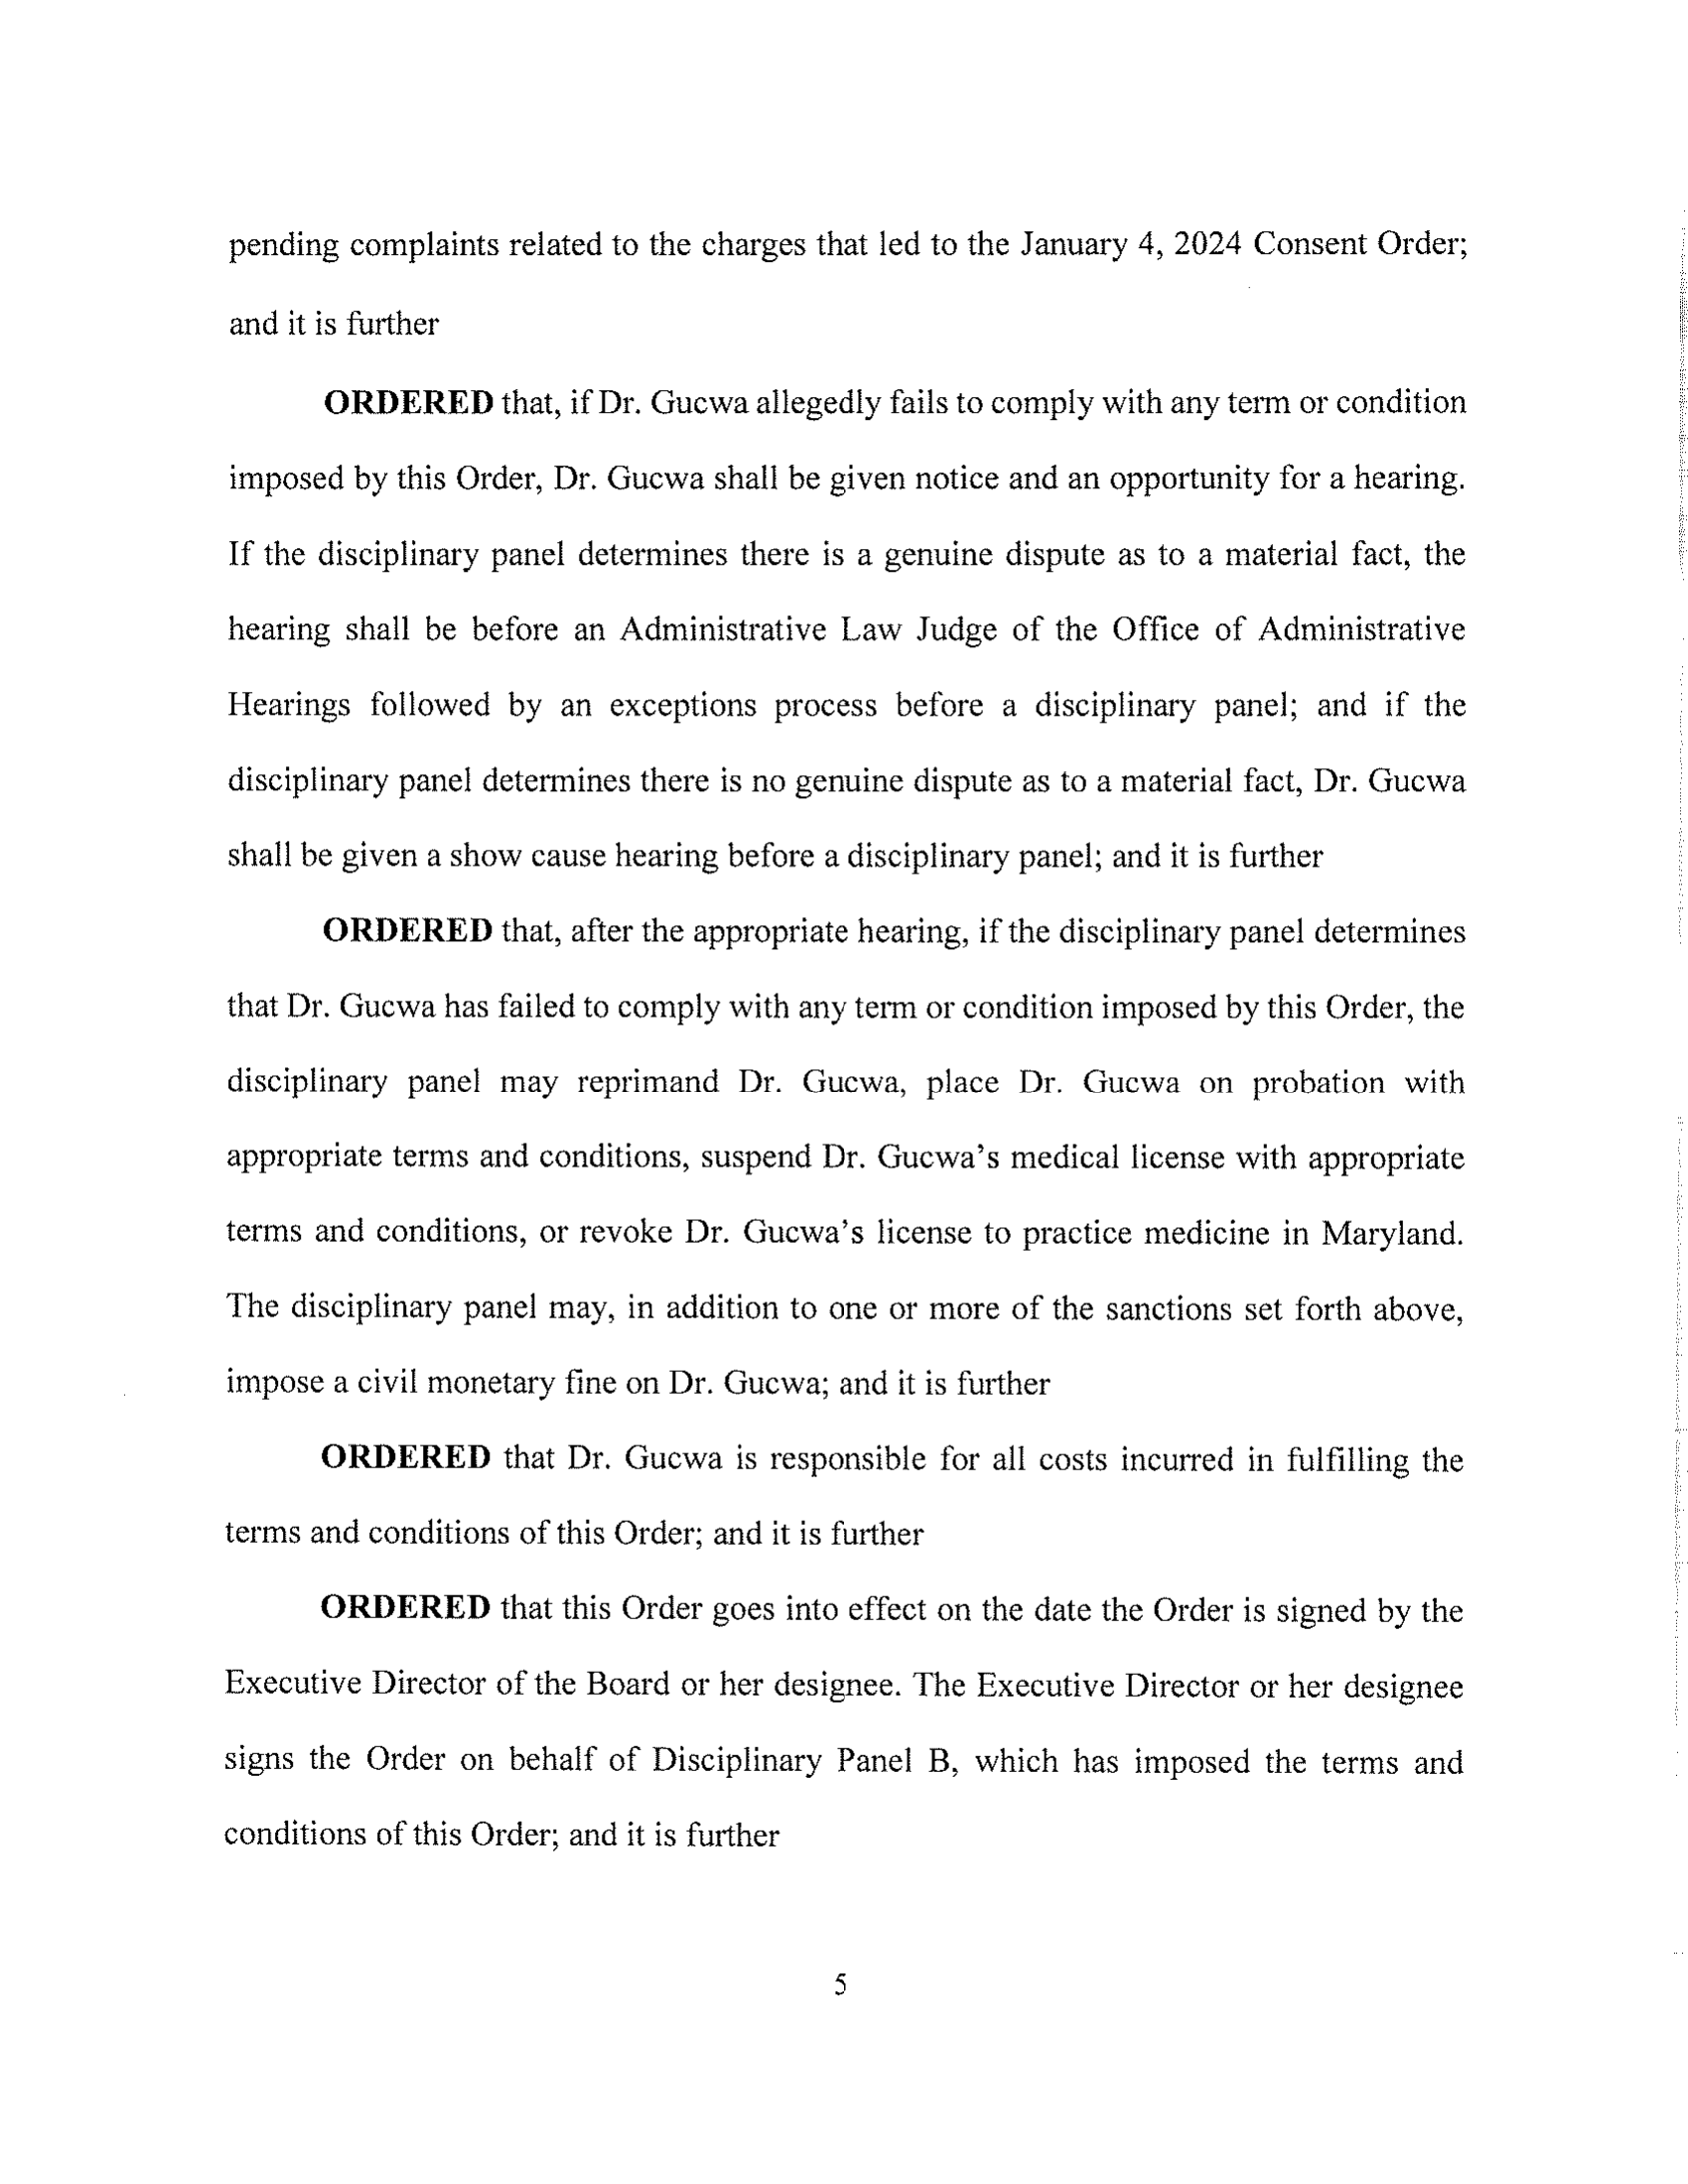 pending complaints related to the charges that led to the January 4, 2024 Consent Order;
and it is further
ORDERED that, if Dr. Gucwa allegedly fails to comply with any term or condition
imposed by this Order, Dr. Gucwa shall be given notice and an opportunity for a hearing.
If the disciplinary panel determines there is a genuine dispute as to a material fact, the
hearing shall be before an Administrative Law Judge of the Office of Administrative
Hearings followed by an exceptions process before a disciplinary panel; and if the
disciplinary panel determines there is no genuine dispute as to a material fact, Dr. Gucwa
shall be given a show cause hearing before a disciplinary panel; and it is further
ORDERED that, after the appropriate hearing, if the disciplinary panel determines
that Dr. Gucwa has failed to comply with any term or condition imposed by this Order, the
disciplinary panel may reprimand Dr. Gucwa, place Dr. Gucwa on probation with
appropriate terms and conditions, suspend Dr. Gucwa’s medical license with appropriate
terms and conditions, or revoke Dr. Gucwa’s license to practice medicine in Maryland.
The disciplinary panel may, in addition to one or more of the sanctions set forth above,
impose a civil monetary fine on Dr. Gucwa; and it is further
ORDERED that Dr. Gucwa is responsible for all costs incurred in fulfilling the
terms and conditions of this Order; and it is further
ORDERED that this Order goes into effect on the date the Order is signed by the
Executive Director of the Board or her designee. The Executive Director or her designee
signs the Order on behalf of Disciplinary Panel B, which has imposed the terms and
conditions of this Order; and it is further
5